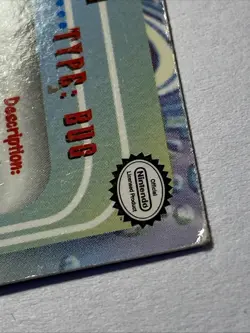 TYPE: BUG
Description:
Official
Nintendo
Licensed Product